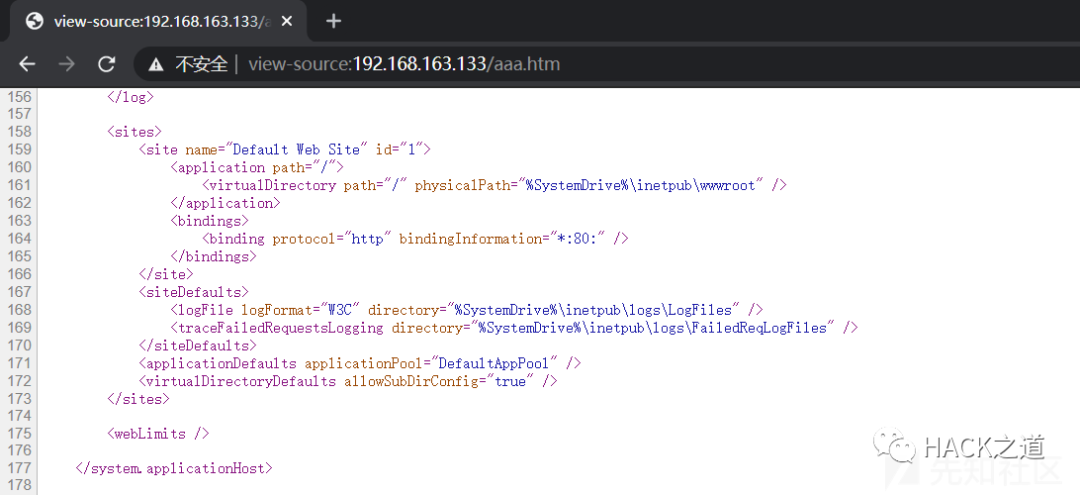 view-source:192.168.163.133/a
不安全 | view-source:192.168.163.133/aaa.htm
156 </log>
157
158 <sites>
159 <site name="Default Web Site" id="1">
160 <application path="/">
161 <virtualDirectory path="/" physicalPath="%SystemDrive%\inetpub\wwwroot" />
162 </application>
163 <bindings>
164 <binding protocol="http" bindingInformation="*:80:" />
165 </bindings>
166 </site>
167 <siteDefaults>
168 <logFile logFormat="W3C" directory="%SystemDrive%\inetpub\logs\LogFiles" />
169 <traceFailedRequestsLogging directory="%SystemDrive%\inetpub\logs\FailedReqLogFiles" />
170 </siteDefaults>
171 <applicationDefaults applicationPool="DefaultAppPool" />
172 <virtualDirectoryDefaults allowSubDirConfig="true" />
173 </sites>
174
175 <webLimits />
176
177 </system.applicationHost>
178
HACK之道
先知社区